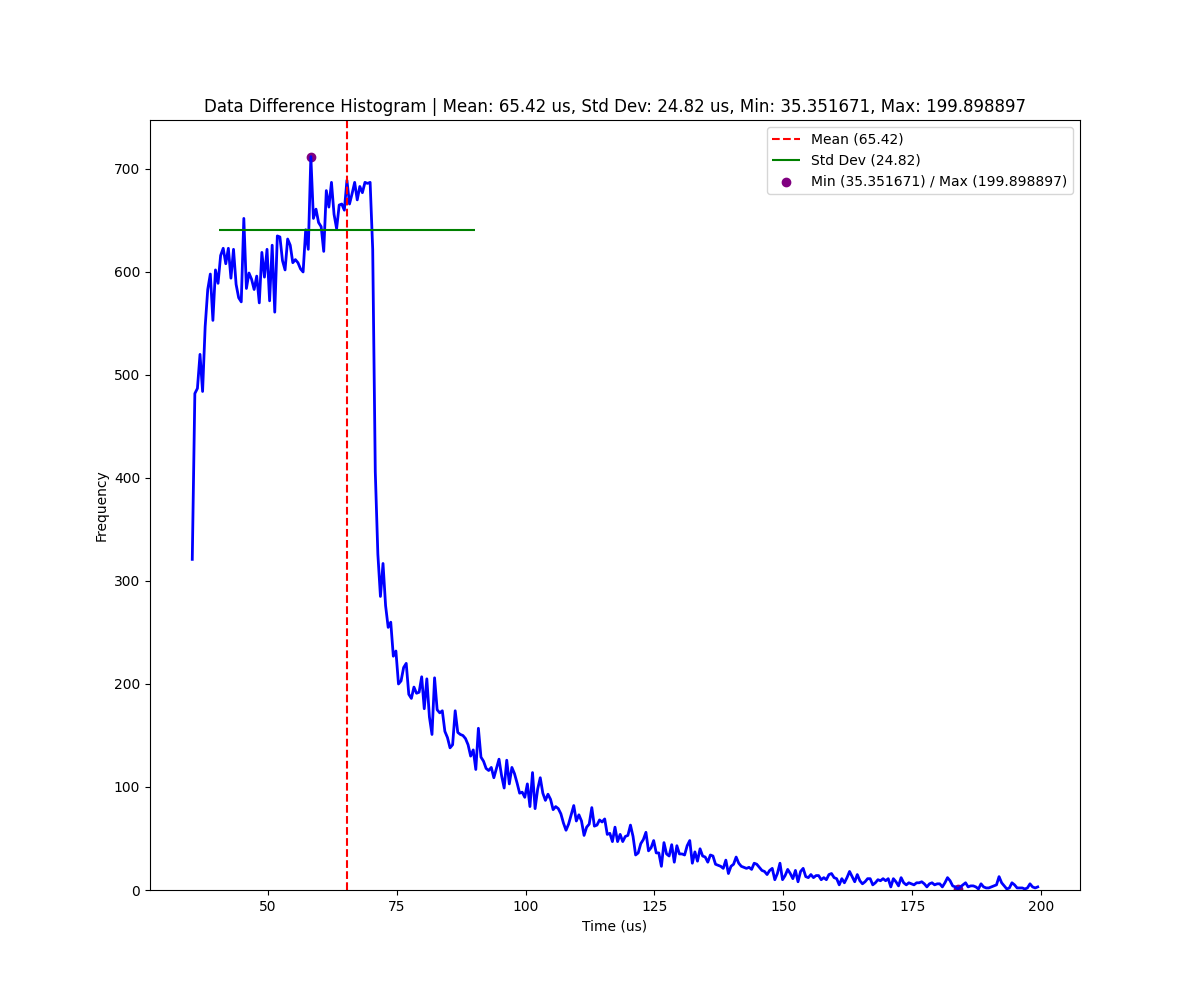 Data Difference Histogram | Mean: 65.42 us, Std Dev: 24.82 us, Min: 35.351671, Max: 199.898897
Mean (65.42)
Std Dev (24.82)
Min (35.351671) / Max (199.898897)
700
600
500
400
300
200
100
0
Frequency
50 75 100 125 150 175 200
Time (us)